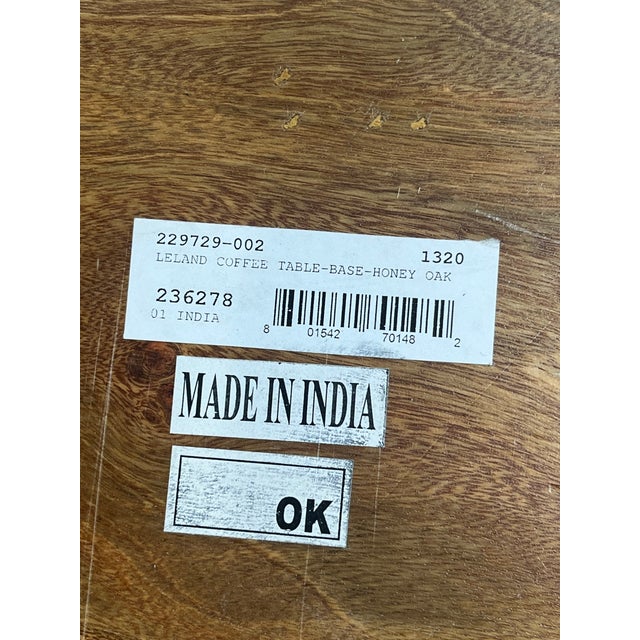 229729-002 1320
LELAND COFFEE TABLE-BASE-HONEY OAK
236278
01 INDIA
8 01542 70148 2
MADE IN INDIA
OK